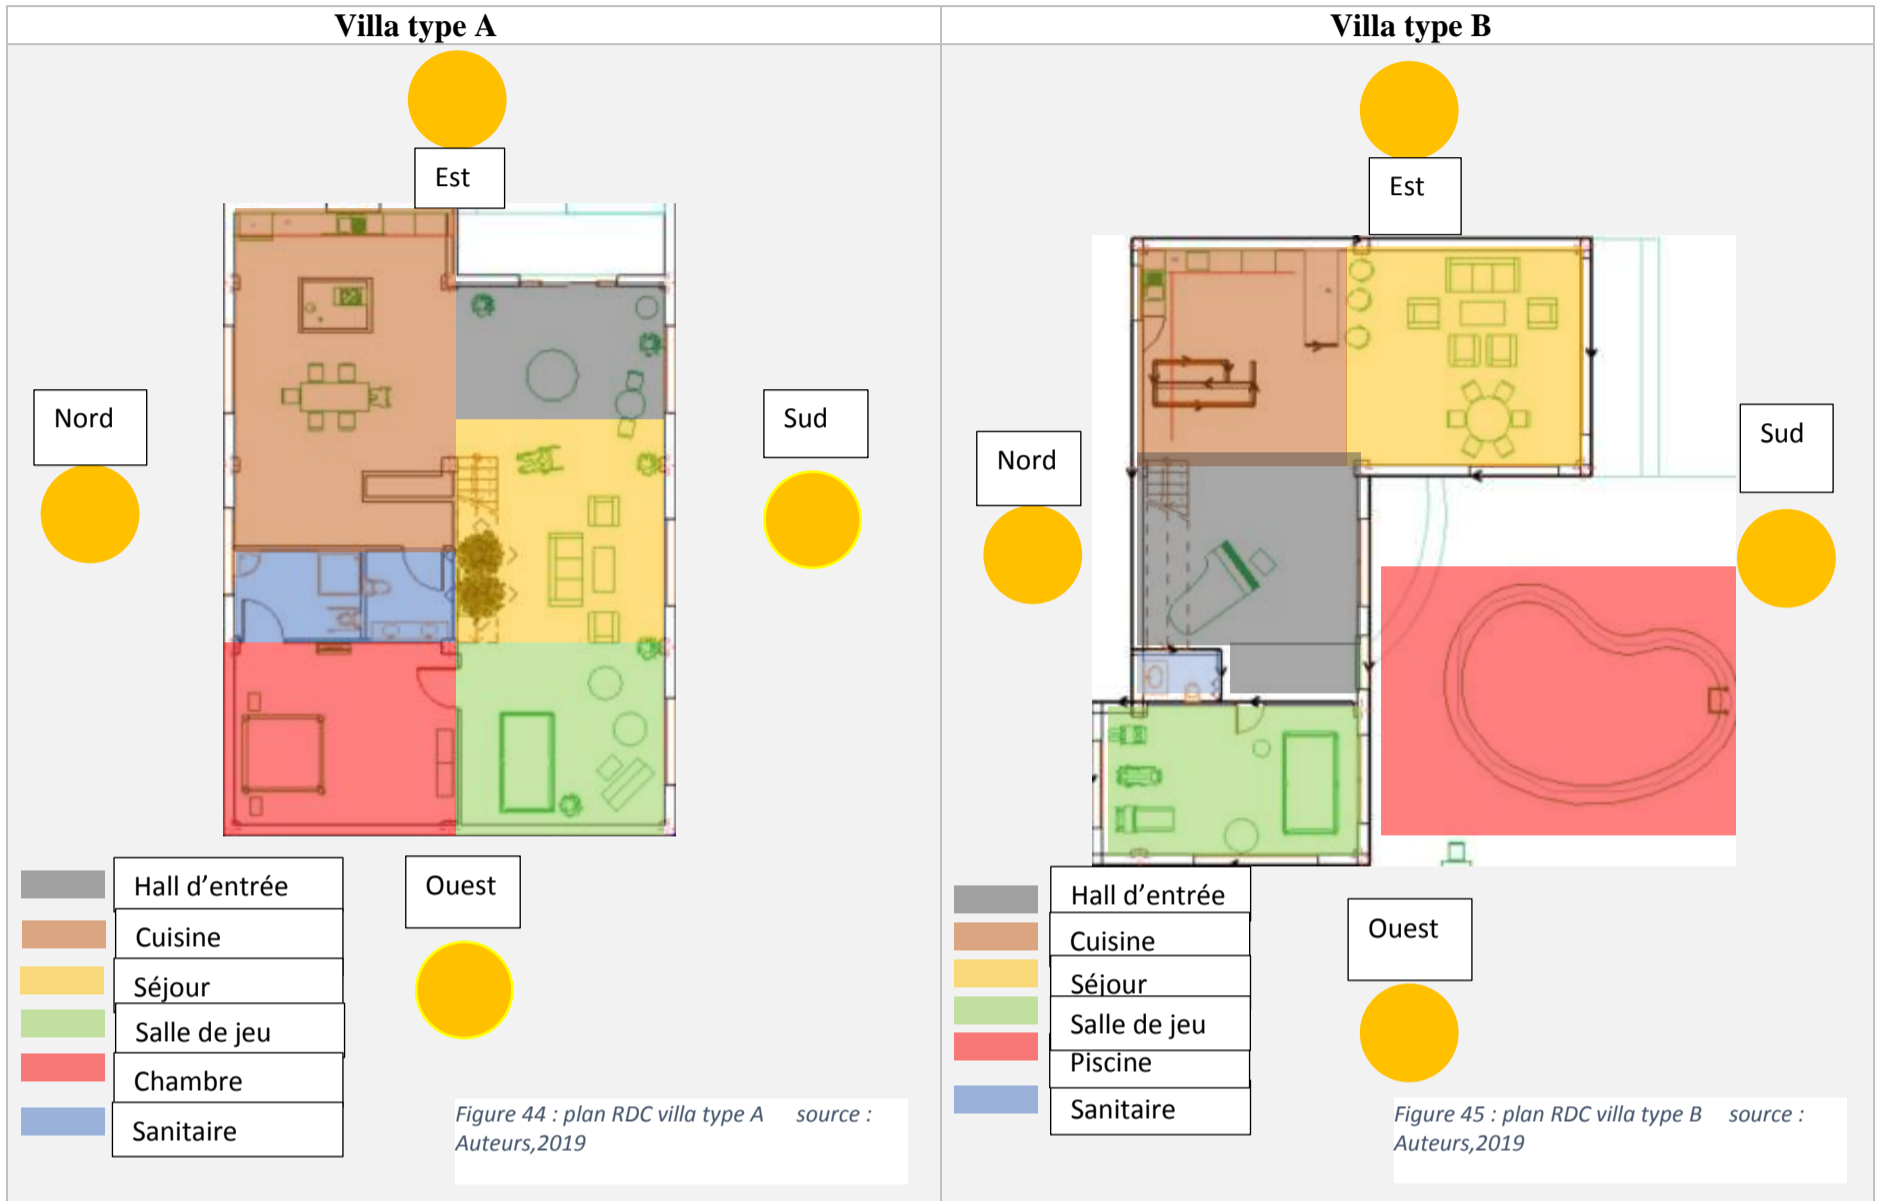 Villa type A
Est
Nord
Sud
Ouest
Hall d'entrée
Cuisine
Séjour
Salle de jeu
Chambre
Sanitaire
Figure 44 : plan RDC villa type A source :
Auteurs,2019
Villa type B
Est
Nord
Sud
Ouest
Hall d'entrée
Cuisine
Séjour
Salle de jeu
Piscine
Sanitaire
Figure 45 : plan RDC villa type B source :
Auteurs,2019